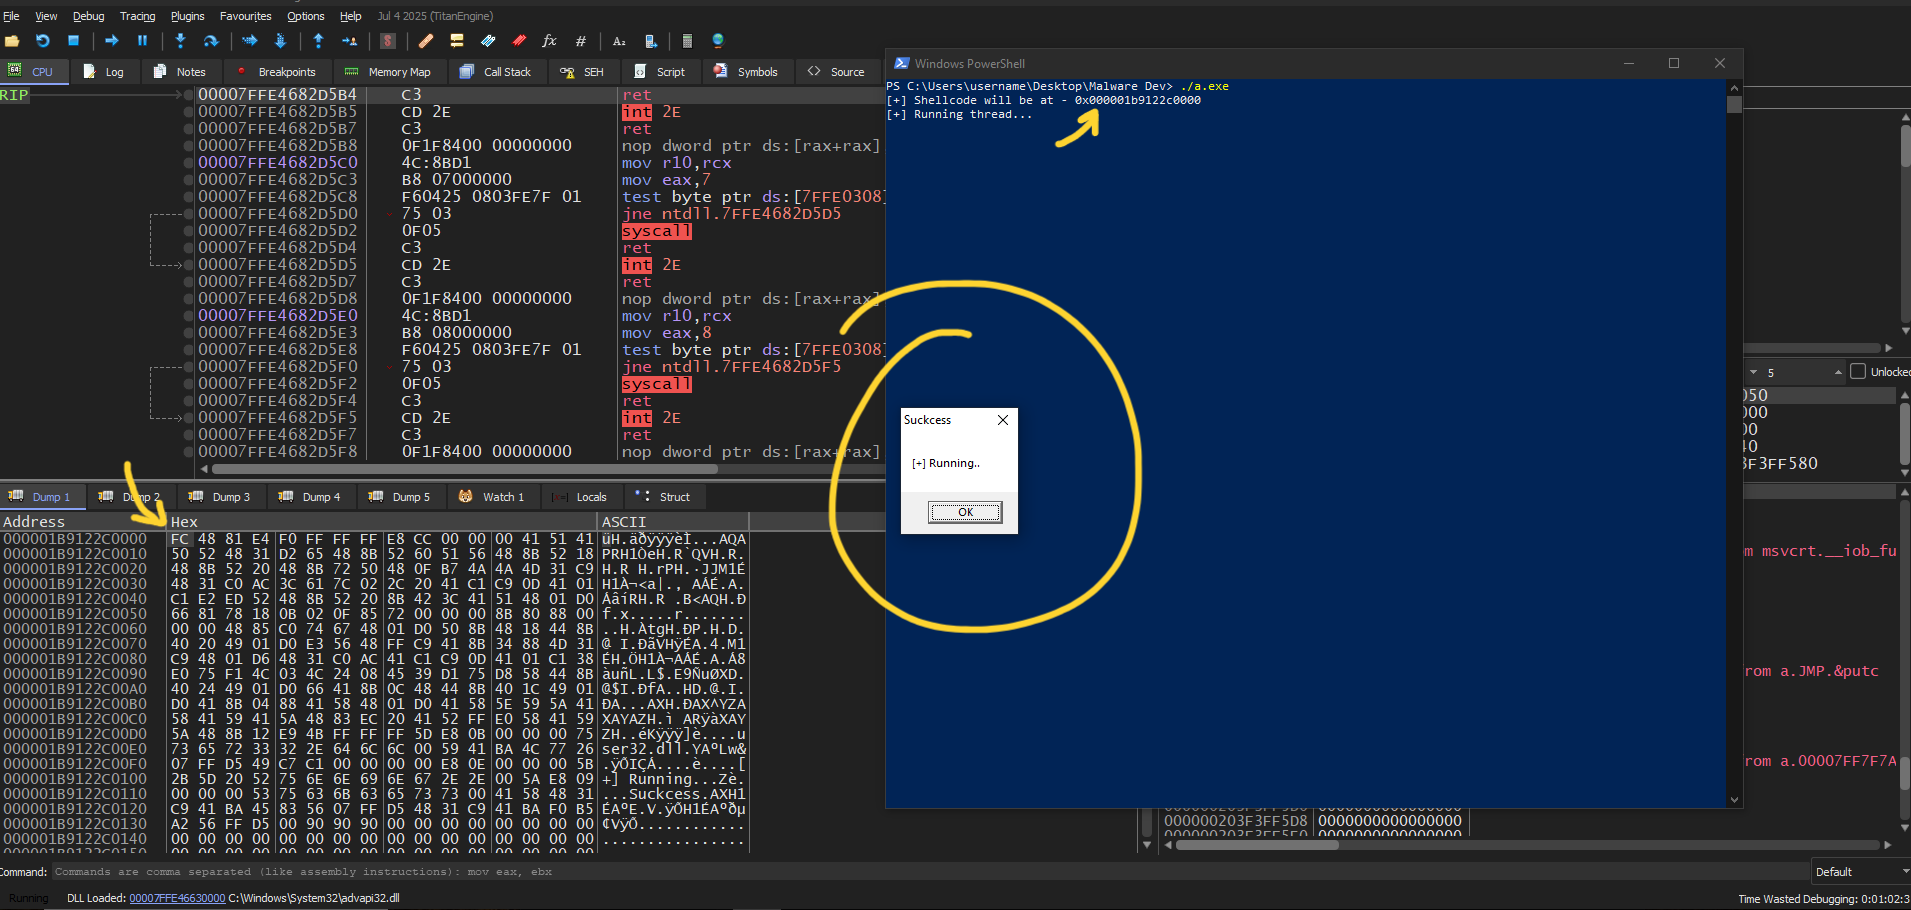 File View Debug Tracing Plugins Favourites Options Help Jul 4 2025 (TitanEngine)
CPU Log Notes Breakpoints Memory Map Call Stack SEH Script Symbols Source
RIP
00007FFE4682D5B4 C3 ret
00007FFE4682D5B5 CD 2E int 2E
00007FFE4682D5B7 C3 ret
00007FFE4682D5B8 0F1F8400 00000000 nop dword ptr ds:[rax+rax]
00007FFE4682D5C0 4C:8BD1 mov r10,rcx
00007FFE4682D5C3 B8 07000000 mov eax,7
00007FFE4682D5C8 F60425 0803FE7F 01 test byte ptr ds:[7FFE0308]
00007FFE4682D5D0 75 03 jne ntdll.7FFE4682D5D5
00007FFE4682D5D2 0F05 syscall
00007FFE4682D5D4 C3 ret
00007FFE4682D5D5 CD 2E int 2E
00007FFE4682D5D7 C3 ret
00007FFE4682D5D8 0F1F8400 00000000 nop dword ptr ds:[rax+rax]
00007FFE4682D5E0 4C:8BD1 mov r10,rcx
00007FFE4682D5E3 B8 08000000 mov eax,8
00007FFE4682D5E8 F60425 0803FE7F 01 test byte ptr ds:[7FFE0308]
00007FFE4682D5F0 75 03 jne ntdll.7FFE4682D5F5
00007FFE4682D5F2 0F05 syscall
00007FFE4682D5F4 C3 ret
00007FFE4682D5F5 CD 2E int 2E
00007FFE4682D5F7 C3 ret
00007FFE4682D5F8 0F1F8400 00000000 nop dword ptr ds:[rax+rax]
Windows PowerShell
PS C:\Users\username\Desktop\Malware Dev> ./a.exe
[+] Shellcode will be at - 0x000001b9122c0000
[+] Running thread...
Suckcess
[+] Running..
OK
5 Unlocked
050
000
00
40
3F3FF580
om msvcrt.__iob_fu
rom a.JMP.&putc
rom a.00007FF7F7A
Dump 1 Dump 2 Dump 3 Dump 4 Dump 5 Watch 1 Locals Struct
Address Hex ASCII
000001B9122C0000 FC 48 81 E4 F0 FF FF FF E8 CC 00 00 00 41 51 41 üH.äðÿÿÿèÌ...AQA
000001B9122C0010 50 52 48 31 D2 65 48 8B 52 60 51 56 48 8B 52 18 PRH1ÒeH.R`QVH.R.
000001B9122C0020 48 8B 52 20 48 8B 72 50 48 0F B7 4A 4A 4D 31 C9 H.R H.rPH.·JJM1É
000001B9122C0030 48 31 C0 AC 3C 61 7C 02 2C 20 41 C1 C9 0D 41 01 H1À¬<a|., AÁÉ.A.
000001B9122C0040 C1 E2 ED 52 48 8B 52 20 8B 42 3C 41 51 48 01 D0 ÁâíRH.R .B<AQH.Ð
000001B9122C0050 66 81 78 18 0B 02 0F 85 72 00 00 00 8B 80 88 00 f.x.....r.......
000001B9122C0060 00 00 48 85 C0 74 67 48 01 D0 50 8B 48 18 44 8B ..H.ÀtgH.ÐP.H.D.
000001B9122C0070 40 20 49 01 D0 E3 56 48 FF C9 41 8B 34 88 4D 31 @ I.ÐãVHÿÉA.4.M1
000001B9122C0080 C9 48 01 D6 48 31 C0 AC 41 C1 C9 0D 41 01 C1 38 ÉH.ÖH1À¬AÁÉ.A.Á8
000001B9122C0090 E0 75 F1 4C 03 4C 24 08 45 39 D1 75 D8 58 44 8B àuñL.L$.E9ÑuØXD.
000001B9122C00A0 40 24 49 01 D0 66 41 8B 0C 48 44 8B 40 1C 49 01 @$I.ÐfA..HD.@.I.
000001B9122C00B0 D0 41 8B 04 88 41 58 48 01 D0 41 58 5E 59 5A 41 ÐA...AXH.ÐAX^YZA
000001B9122C00C0 58 41 59 41 5A 48 83 EC 20 41 52 FF E0 58 41 59 XAYAZH.ì ARÿàXAY
000001B9122C00D0 5A 48 8B 12 E9 4B FF FF FF 5D E8 0B 00 00 00 75 ZH..éKÿÿÿ]è....u
000001B9122C00E0 73 65 72 33 32 2E 64 6C 6C 00 59 41 BA 4C 77 26 ser32.dll.YAºLw&
000001B9122C00F0 07 FF D5 49 C7 C1 00 00 00 00 E8 0E 00 00 00 5B .ÿÕIÇÁ....è....[
000001B9122C0100 2B 5D 20 52 75 6E 6E 69 6E 67 2E 2E 00 5A E8 09 +] Running...Zè.
000001B9122C0110 00 00 00 53 75 63 6B 63 65 73 73 00 41 58 48 31 ...Suckcess.AXH1
000001B9122C0120 C9 41 BA 45 83 56 07 FF D5 48 31 C9 41 BA F0 B5 ÉAºE.V.ÿÕH1ÉAºðµ
000001B9122C0130 A2 56 FF D5 00 90 90 90 00 00 00 00 00 00 00 00 ¢VÿÕ............
000001B9122C0140 00 00 00 00 00 00 00 00 00 00 00 00 00 00 00 00 ................
000000203F3FF5D8 0000000000000000
Command: Commands are comma separated (like assembly instructions): mov eax, ebx
Default
Running DLL Loaded: 00007FFE46630000 C:\Windows\System32\advapi32.dll
Time Wasted Debugging: 0:01:02:3